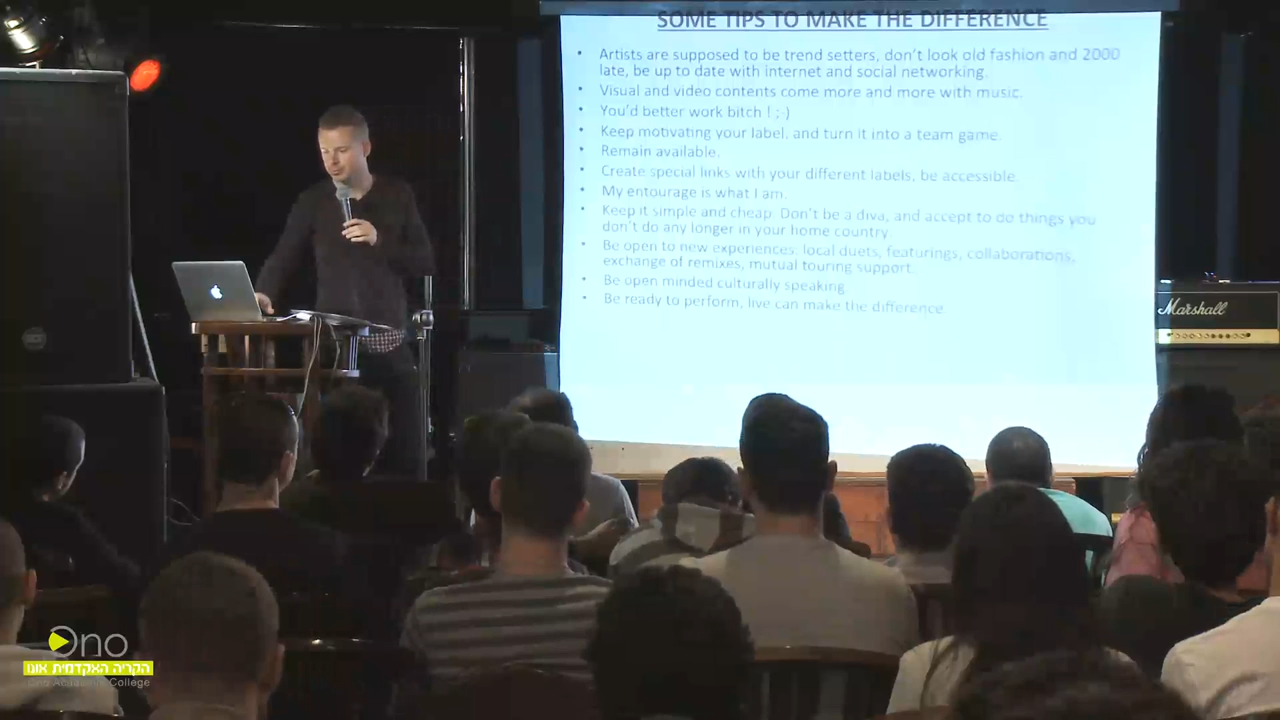 SOME TIPS TO MAKE THE DIFFERENCE
• Artists are supposed to be trend setters, don't look old fashion and 2000
late, be up to date with internet and social networking.
• Visual and video contents come more and more with music.
• You'd better work bitch ! ;-)
• Keep motivating your label, and turn it into a team game.
• Remain available.
• Create special links with your different labels, be accessible.
• My entourage is what I am.
• Keep it simple and cheap. Don't be a diva, and accept to do things you
don't do any longer in your home country.
• Be open to new experiences: local duets, featurings, collaborations,
exchange of remixes, mutual touring support.
• Be open minded culturally speaking
• Be ready to perform, live can make the difference
Marshall
Ono
הקריה האקדמית אונו
Ono Academic College